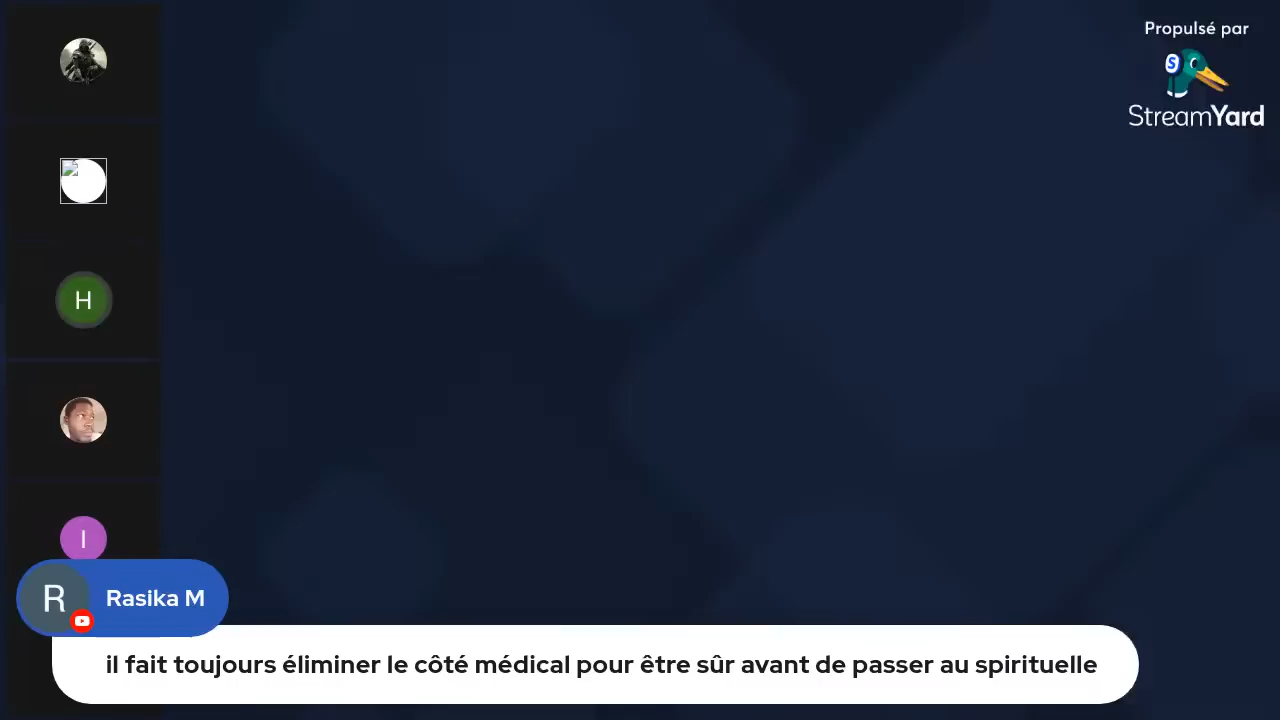 Propulsé par
S
StreamYard
H
I
R
Rasika M
il fait toujours éliminer le côté médical pour être sûr avant de passer au spirituelle